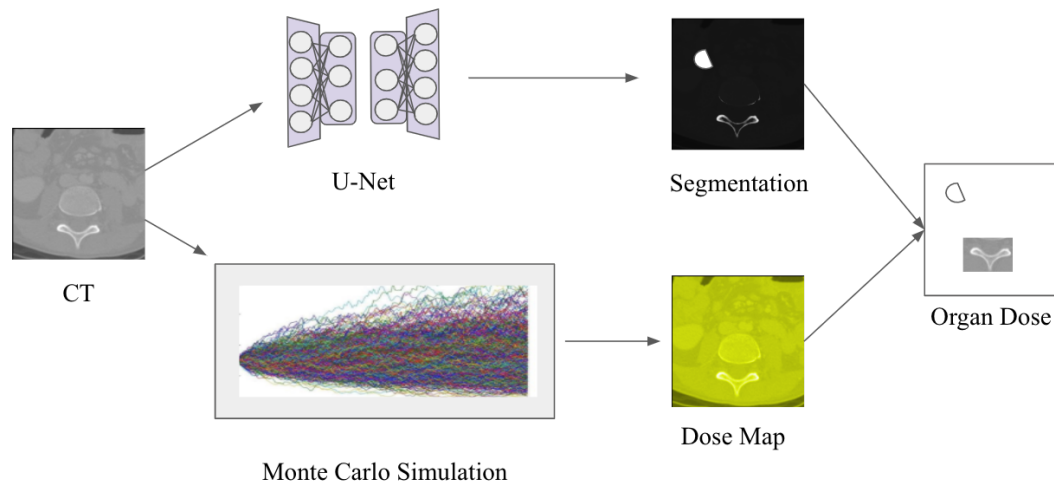 U-Net
Segmentation
CT
Organ Dose
Dose Map
Monte Carlo Simulation